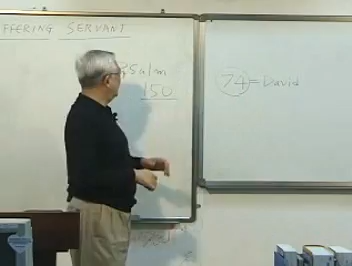 FFERING SERVANT
Psalm
150
74 = David